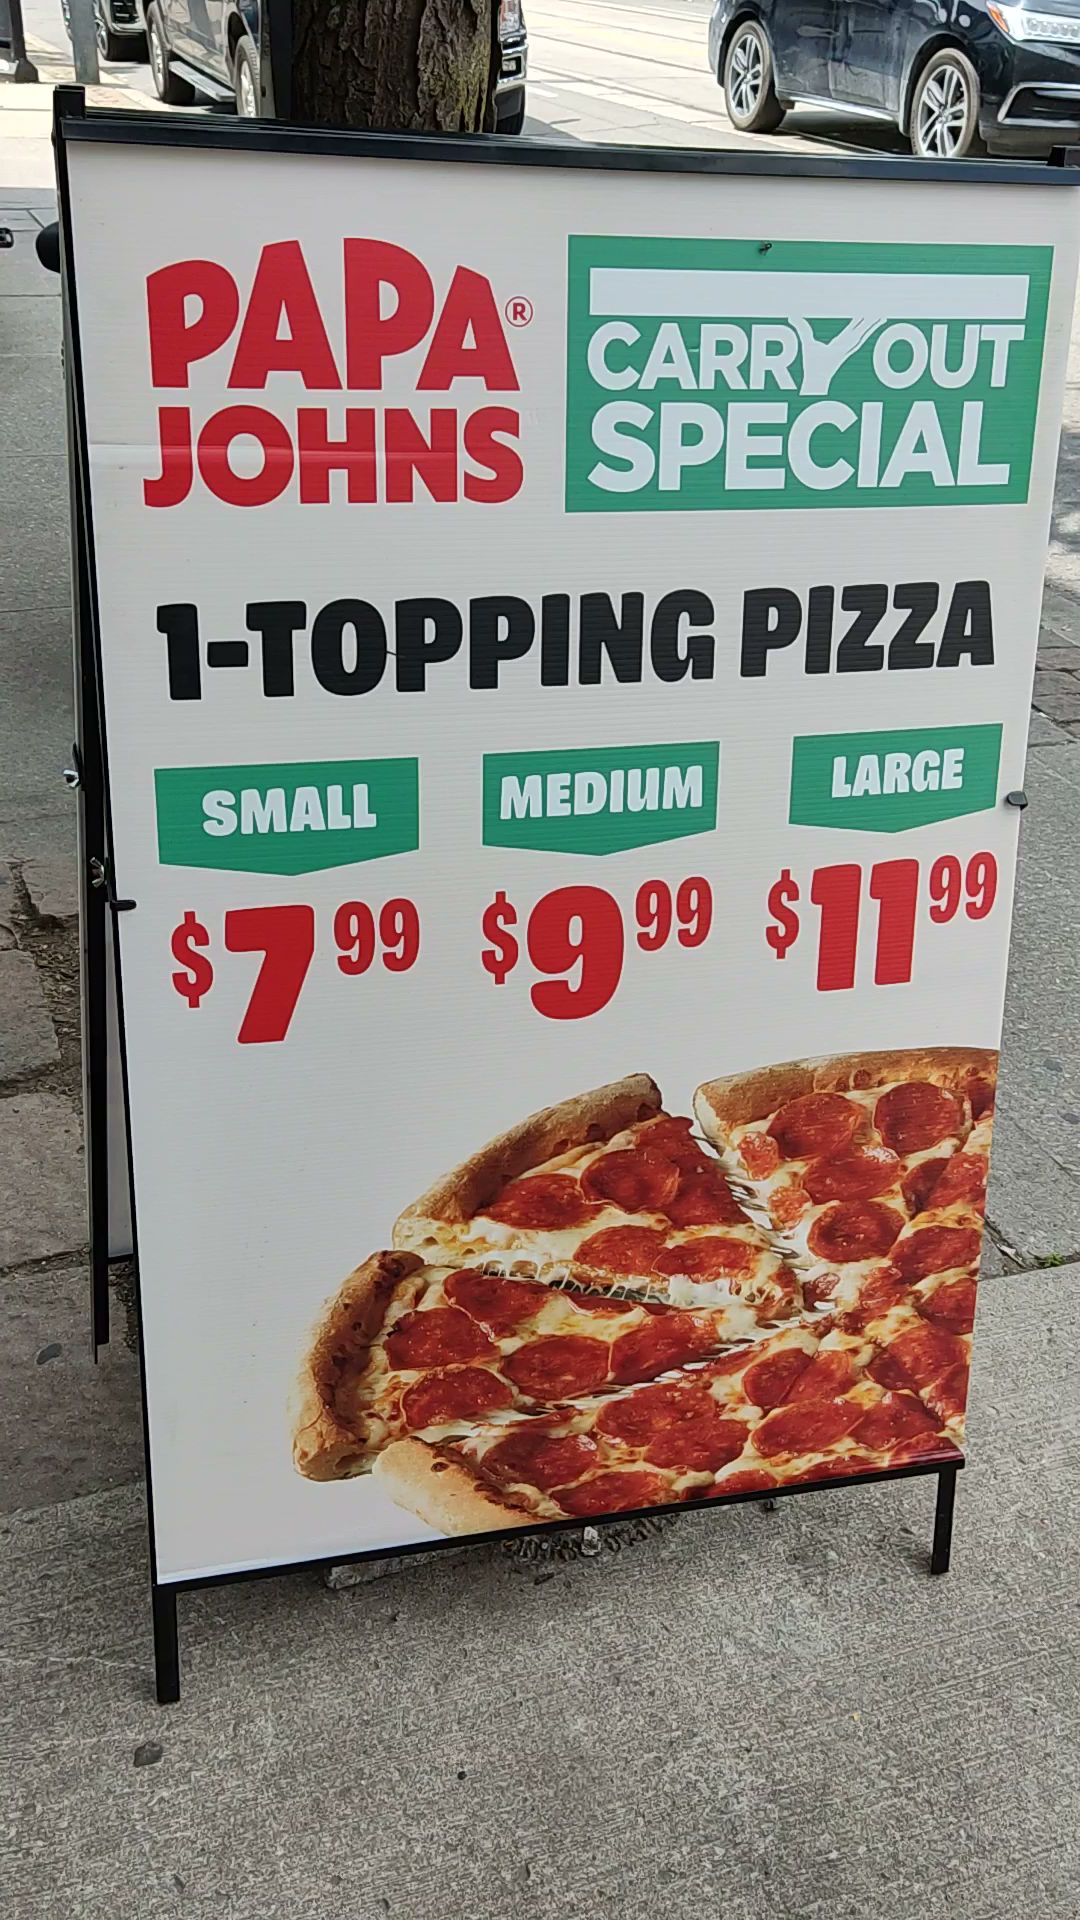 PAPA®
JOHNS
CARRY OUT
SPECIAL
1-TOPPING PIZZA
SMALL MEDIUM LARGE
$7 99 $9 99 $11 99